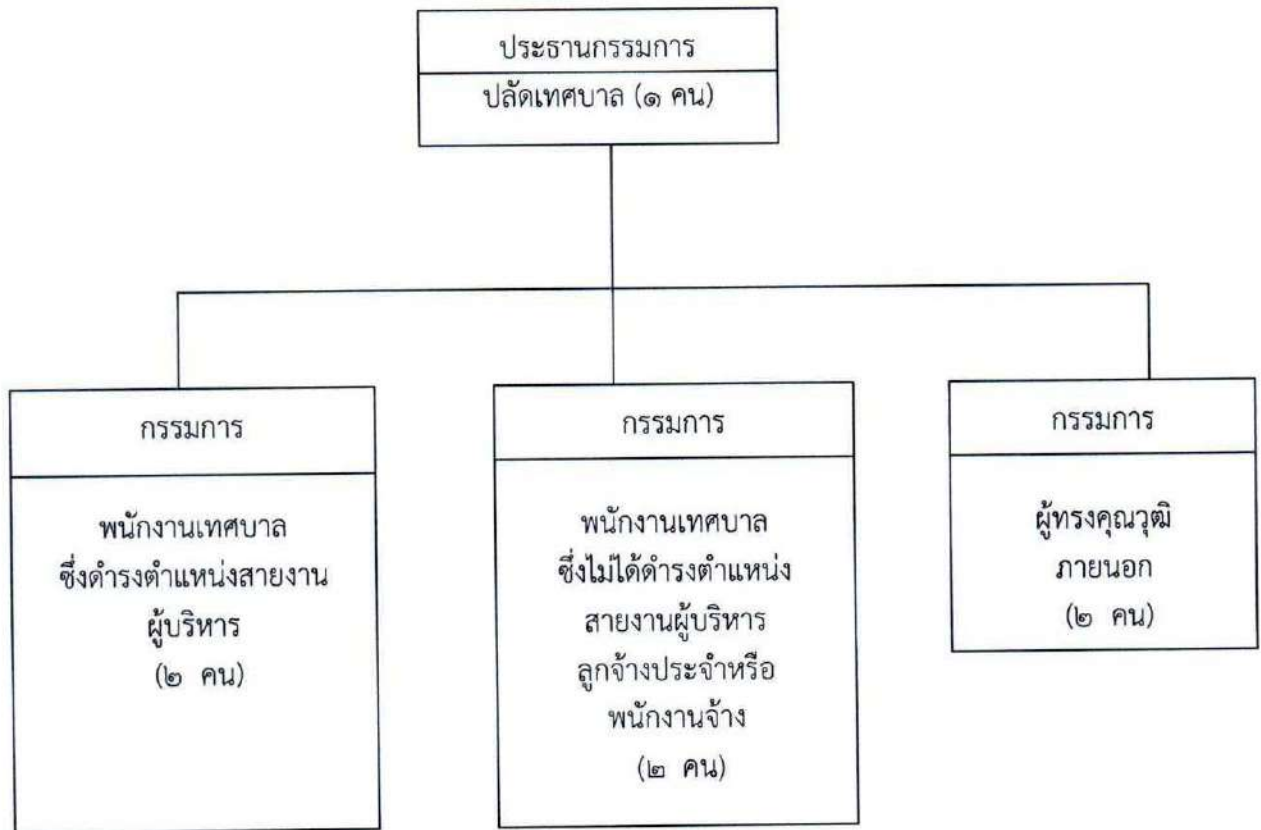 ประธานกรรมการ
ปลัดเทศบาล (๑ คน)
กรรมการ
พนักงานเทศบาล
ซึ่งดำรงตำแหน่งสายงาน
ผู้บริหาร
(๒ คน)
กรรมการ
พนักงานเทศบาล
ซึ่งไม่ได้ดำรงตำแหน่ง
สายงานผู้บริหาร
ลูกจ้างประจำหรือ
พนักงานจ้าง
(๒ คน)
กรรมการ
ผู้ทรงคุณวุฒิ
ภายนอก
(๒ คน)